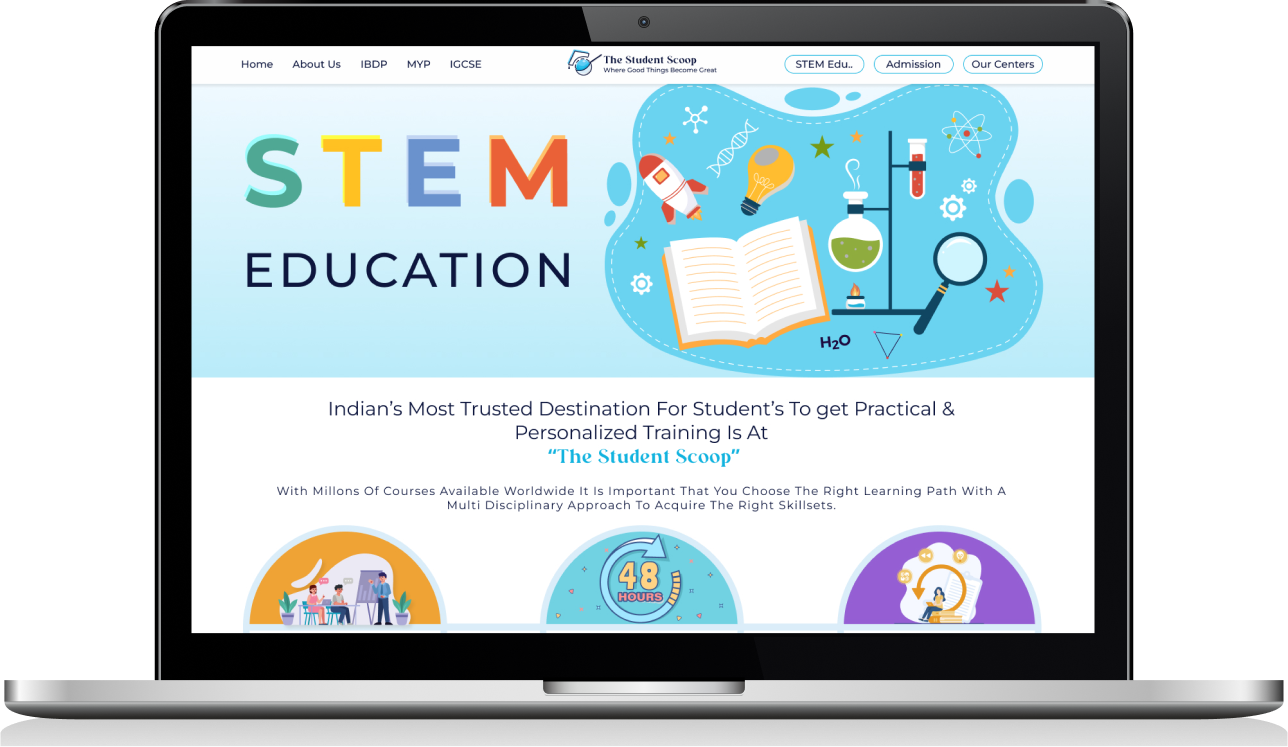 Home About Us IBDP MYP IGCSE
The Student Scoop
Where Good Things Become Great
STEM Edu.. Admission Our Centers
STEM
EDUCATION
H2O
Indian's Most Trusted Destination For Student's To get Practical &
Personalized Training Is At
"The Student Scoop"
With Millons Of Courses Available Worldwide It Is Important That You Choose The Right Learning Path With A
Multi Disciplinary Approach To Acquire The Right Skillsets.
48
HOURS